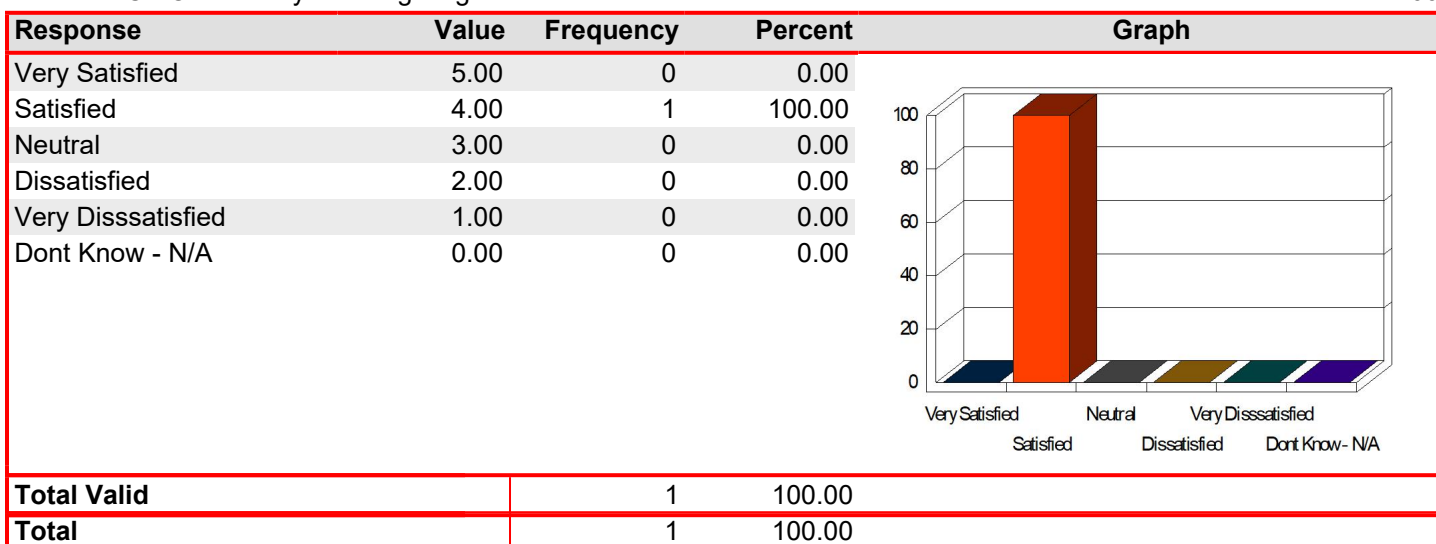 Response Value Frequency Percent Graph
Very Satisfied 5.00 0 0.00
Satisfied 4.00 1 100.00
Neutral 3.00 0 0.00
Dissatisfied 2.00 0 0.00
Very Disssatisfied 1.00 0 0.00
Dont Know - N/A 0.00 0 0.00
100
80
60
40
20
0
Very Satisfied Neutral Very Disssatisfied
Satisfied Dissatisfied Dont Know - N/A
Total Valid 1 100.00
Total 1 100.00